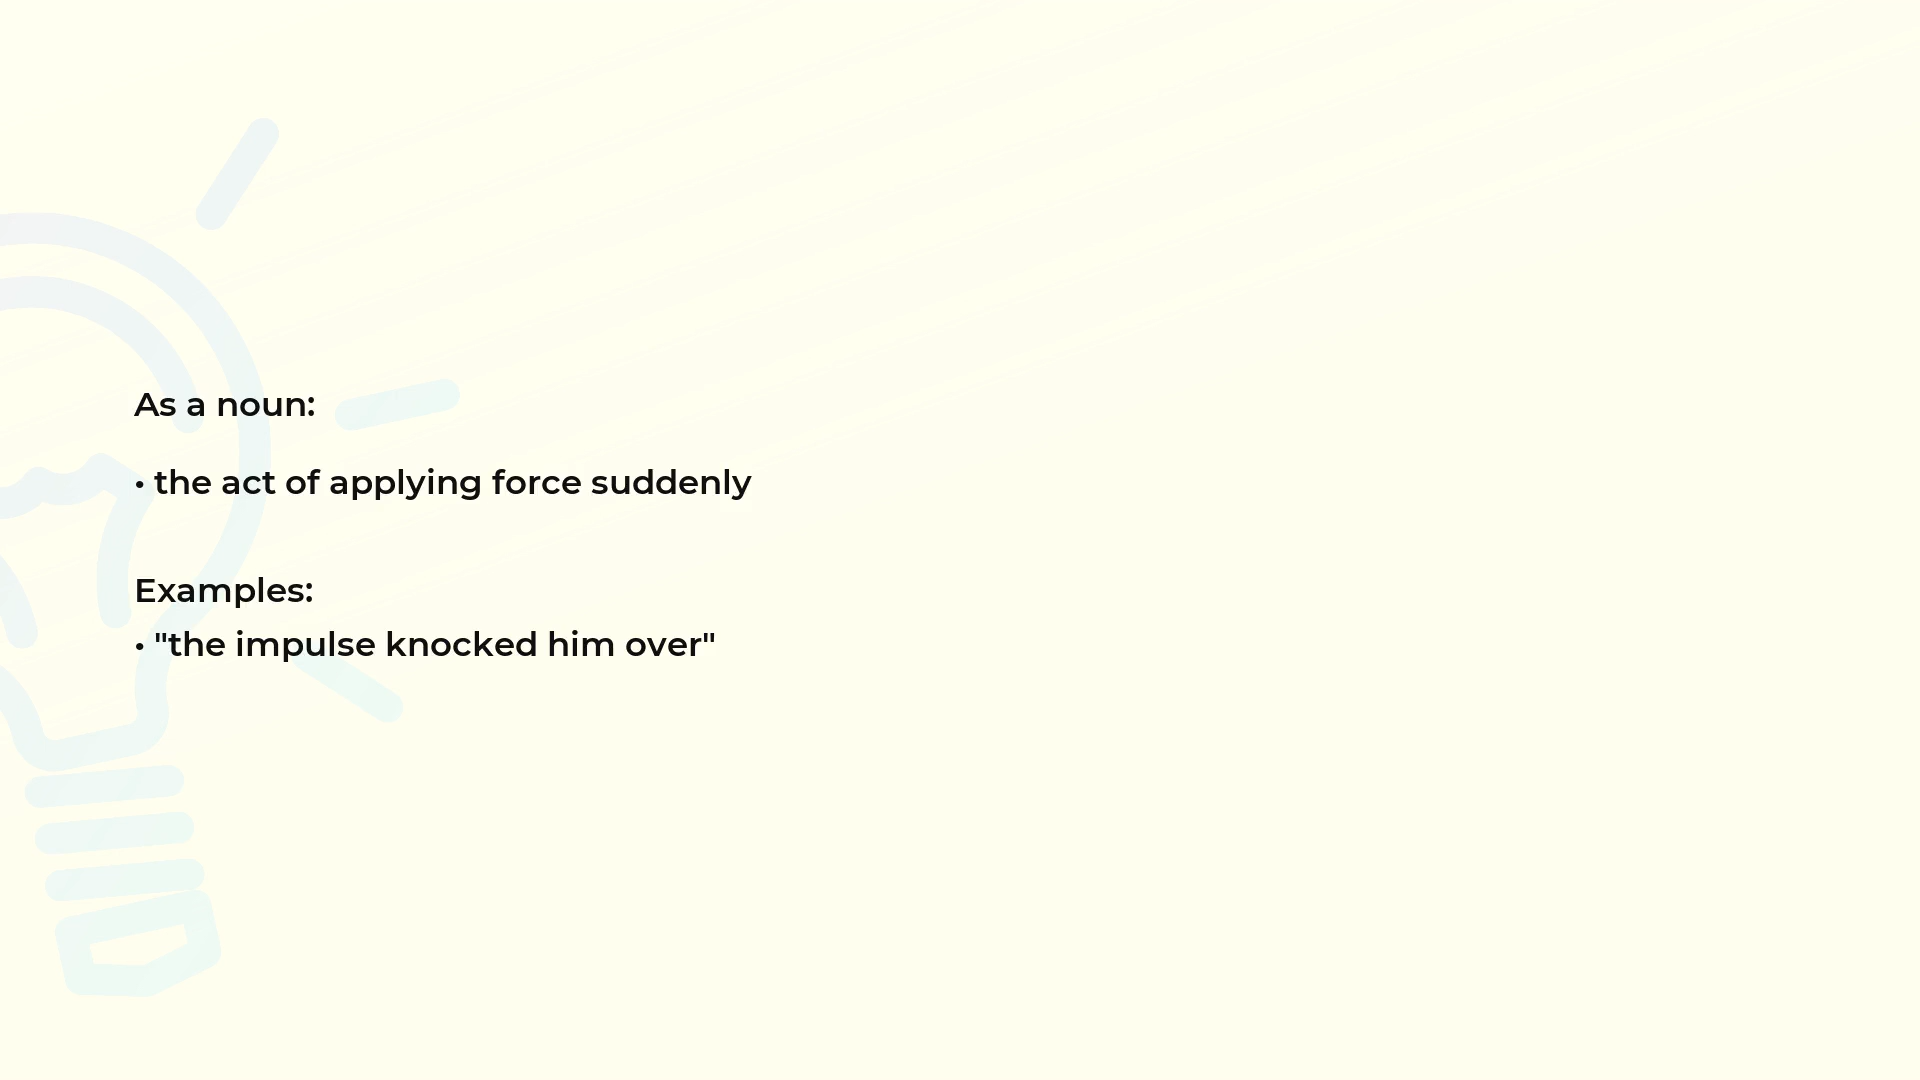 As a noun:
• the act of applying force suddenly
Examples:
• "the impulse knocked him over"